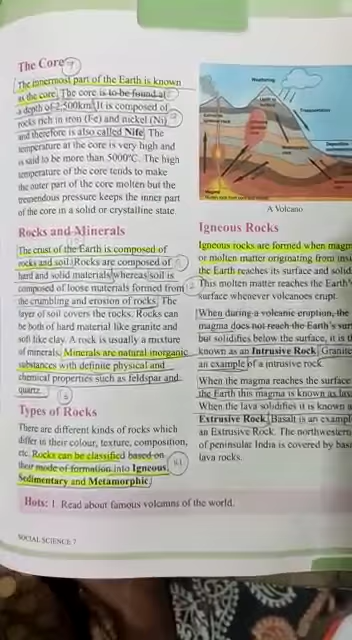 The Core
The innermost part of the Earth is known
as the core. The core is to be found at
a depth of 2,500km. It is composed of
rocks rich in iron (Fe) and nickel (Ni)
and therefore is also called Nife. The
temperature at the core is very high and
is said to be more than 5000°C. The high
temperature of the core tends to make
the outer part of the core molten but the
tremendous pressure keeps the inner part
of the core in a solid or crystalline state.
Rocks and Minerals
The crust of the Earth is composed of
rocks and soil. Rocks are composed of
hard and solid materials whereas soil is
composed of loose materials formed from
the crumbling and erosion of rocks. The
layer of soil covers the rocks. Rocks can
be both of hard material like granite and
soft like clay. A rock is usually a mixture
of minerals. Minerals are natural inorganic
substances with definite physical and
chemical properties such as feldspar and
quartz.
Types of Rocks
There are different kinds of rocks which
differ in their colour, texture, composition,
etc. Rocks can be classified based on
their mode of formation into Igneous,
Sedimentary and Metamorphic.
Weathering
Transportation
A Volcano
Igneous Rocks
Igneous rocks are formed when magm
or molten matter originating from insi
the Earth reaches its surface and solid
This molten matter reaches the Earth's
surface whenever volcanoes erupt.
When during a volcanic eruption, the
magma does not reach the Earth's surf
but solidifies below the surface, it is
known as an Intrusive Rock. Granite
an example of a intrusive rock.
When the magma reaches the surface
the Earth this magma is known as lava
When the lava solidifies it is known a
Extrusive Rock. Basalt is an example
an Extrusive Rock. The northwestern
of peninsular India is covered by bas
lava rocks.
Hots: 1. Read about famous volcanoes of the world.
SOCIAL SCIENCE 7